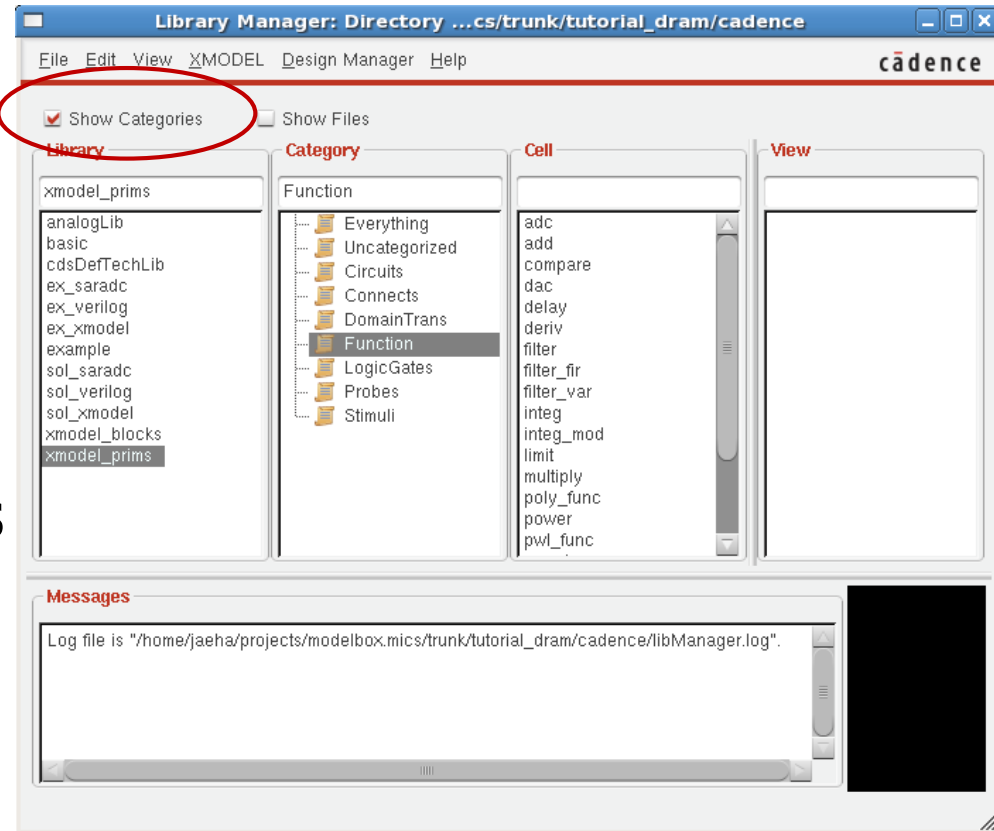 Library Manager: Directory ...cs/trunk/tutorial_dram/cadence
File Edit View XMODEL Design Manager Help
cādence
Show Categories
Show Files
Library
xmodel_prims
analogLib
basic
cdsDefTechLib
ex_saradc
ex_verilog
ex_xmodel
example
sol_saradc
sol_verilog
sol_xmodel
xmodel_blocks
xmodel_prims
Category
Function
Everything
Uncategorized
Circuits
Connects
DomainTrans
Function
LogicGates
Probes
Stimuli
Cell
adc
add
compare
dac
delay
deriv
filter
filter_fir
filter_var
integ
integ_mod
limit
multiply
poly_func
power
pwl_func
View
Messages
Log file is "/home/jaeha/projects/modelbox.mics/trunk/tutorial_dram/cadence/libManager.log".